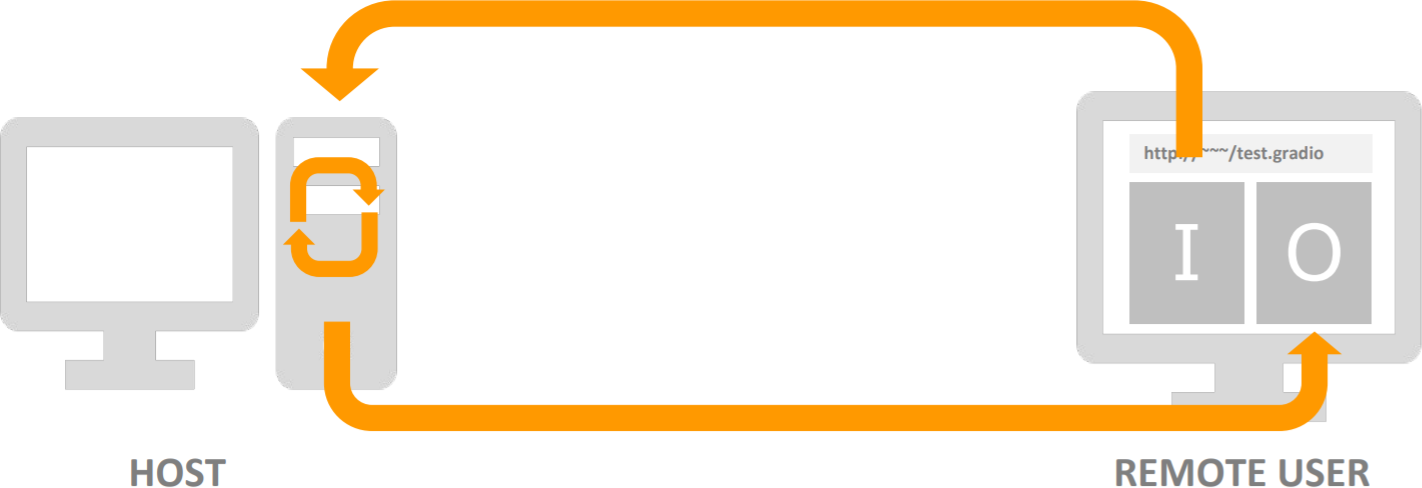 http://~~~/test.gradio
I O
HOST
REMOTE USER